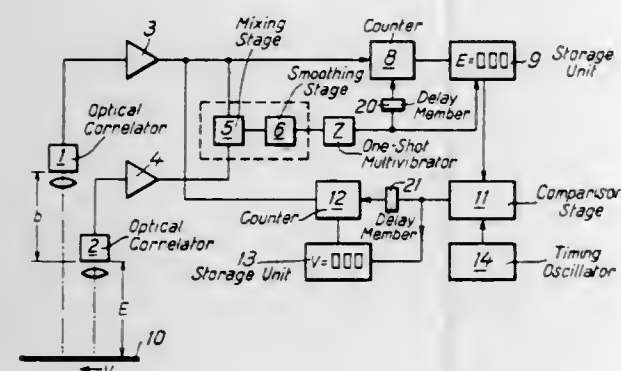 Mixing Stage
3
Counter
8
E = 000
9
Storage Unit
Smoothing Stage
20
Delay Member
5'
6
7
One-Shot Multivibrator
1
Optical Correlator
4
b
2
Optical Correlator
12
Counter
21
Delay Member
11
Comparison Stage
13
Storage Unit
V = 000
14
Timing Oscillator
E
10
V